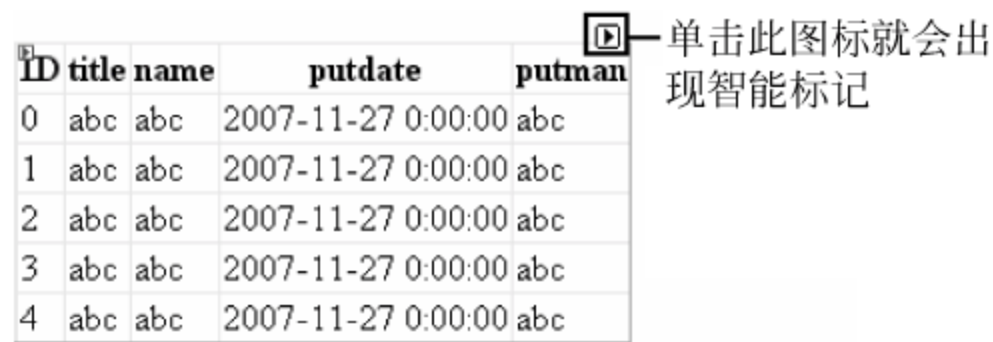 单击此图标就会出
现智能标记
ID title name putdate putman
0 abc abc 2007-11-27 0:00:00 abc
1 abc abc 2007-11-27 0:00:00 abc
2 abc abc 2007-11-27 0:00:00 abc
3 abc abc 2007-11-27 0:00:00 abc
4 abc abc 2007-11-27 0:00:00 abc